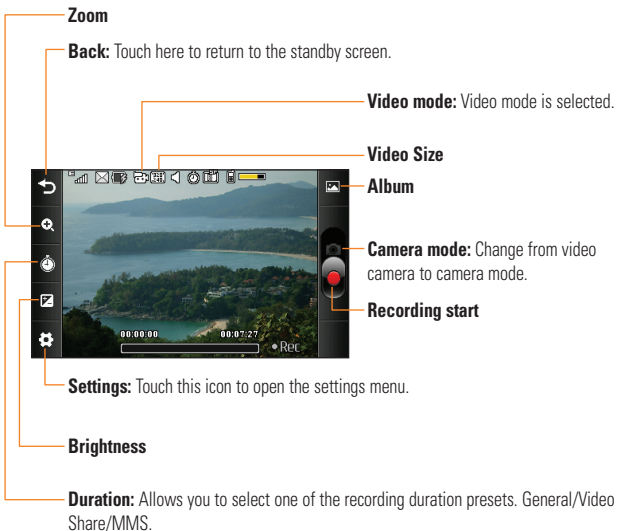 Zoom
Back: Touch here to return to the standby screen.
Video mode: Video mode is selected.
Video Size
Album
Camera mode: Change from video
camera to camera mode.
Recording start
00:00:00 00:07:27
Rec
Settings: Touch this icon to open the settings menu.
Brightness
Duration: Allows you to select one of the recording duration presets. General/Video
Share/MMS.